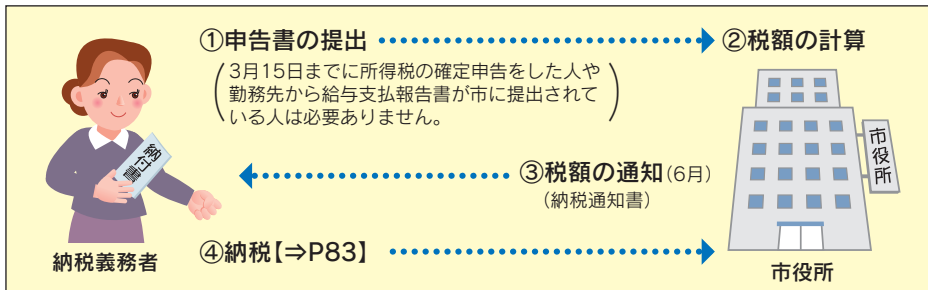 ①申告書の提出
②税額の計算
3月15日までに所得税の確定申告をした人や
勤務先から給与支払報告書が市に提出されて
いる人は必要ありません。
納付書
市役所
③税額の通知(6月)
(納税通知書)
④納税【⇒P83】
納税義務者
市役所